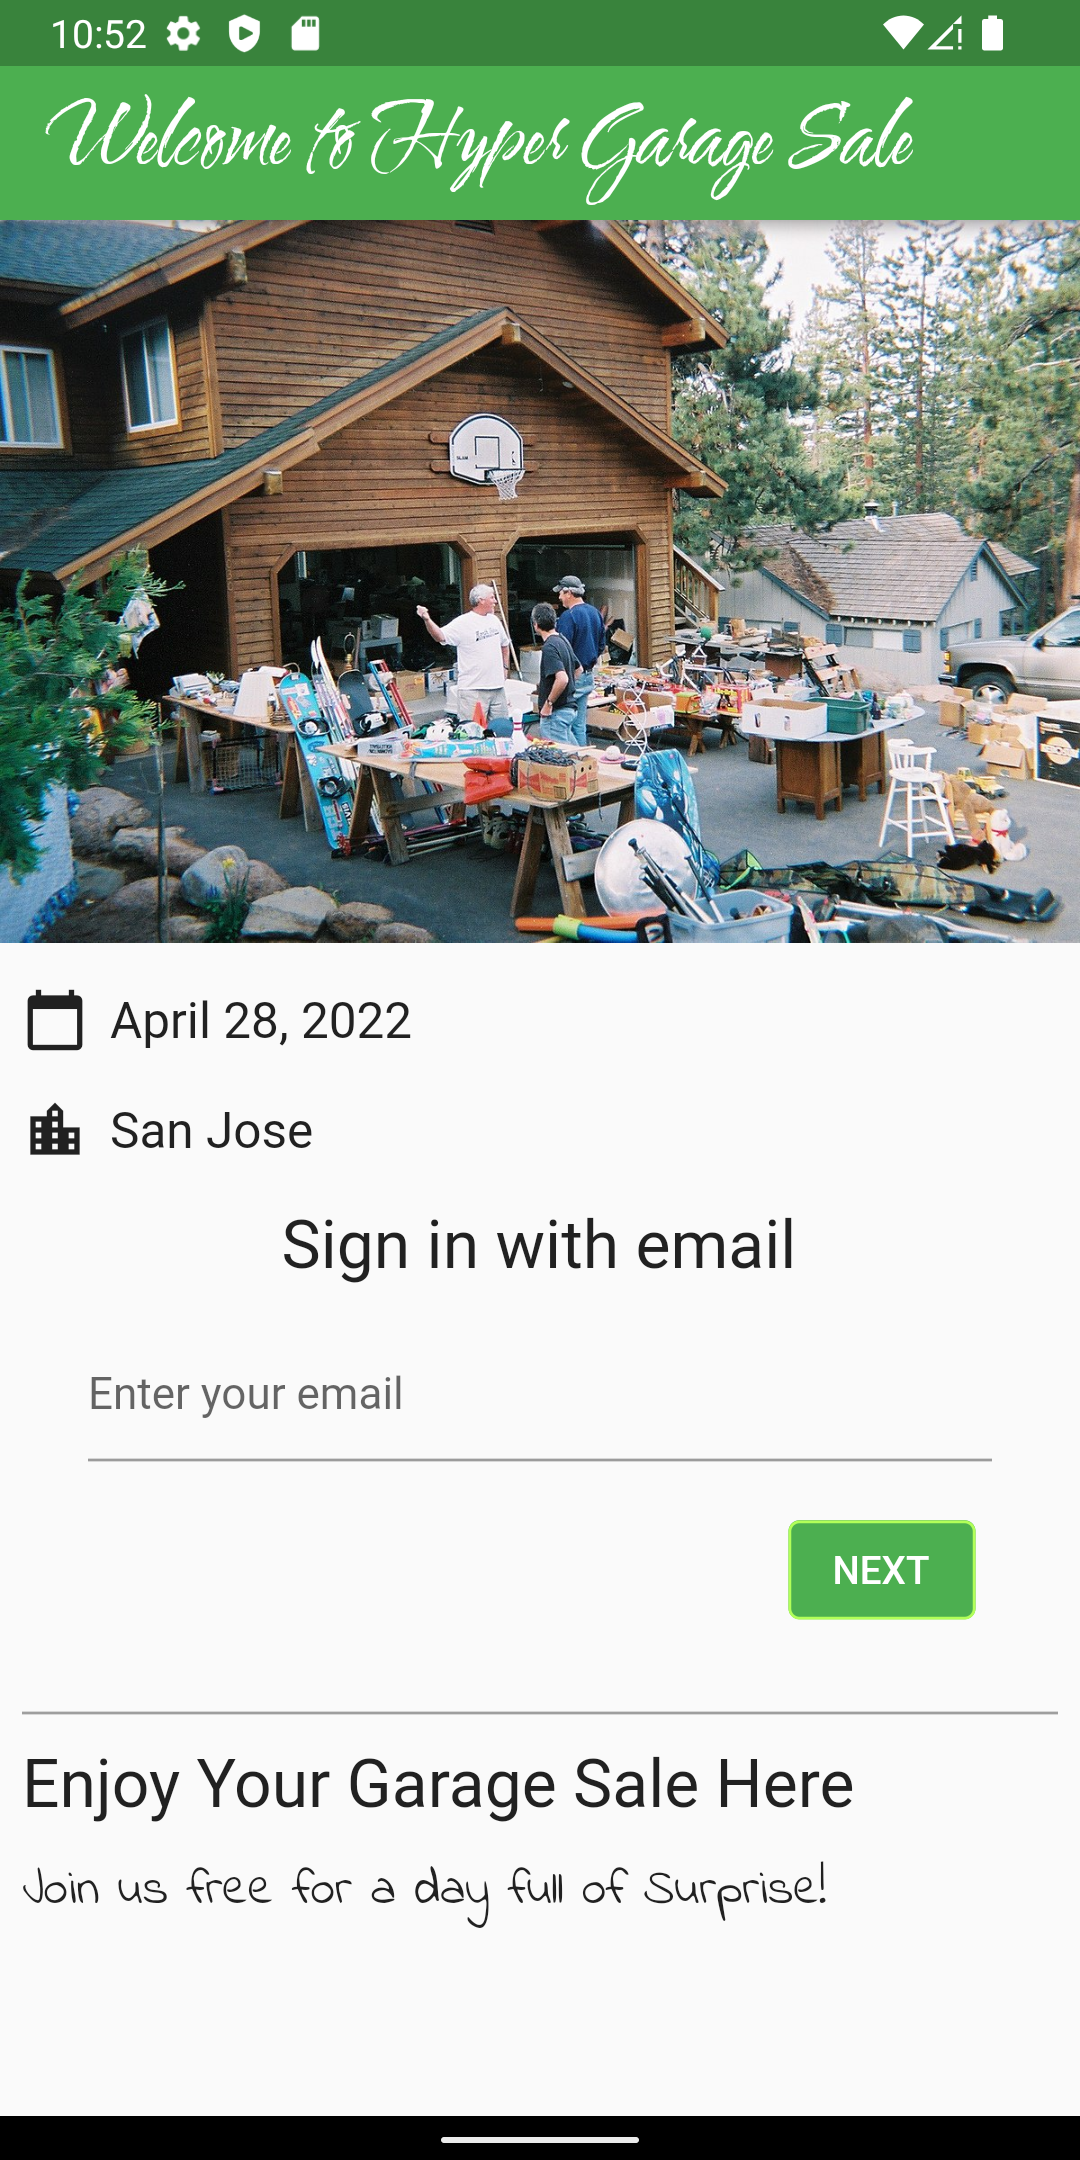 10:52
Welcome to Hyper Garage Sale
April 28, 2022
San Jose
Sign in with email
Enter your email
NEXT
Enjoy Your Garage Sale Here
Join us free for a day full of Surprise!